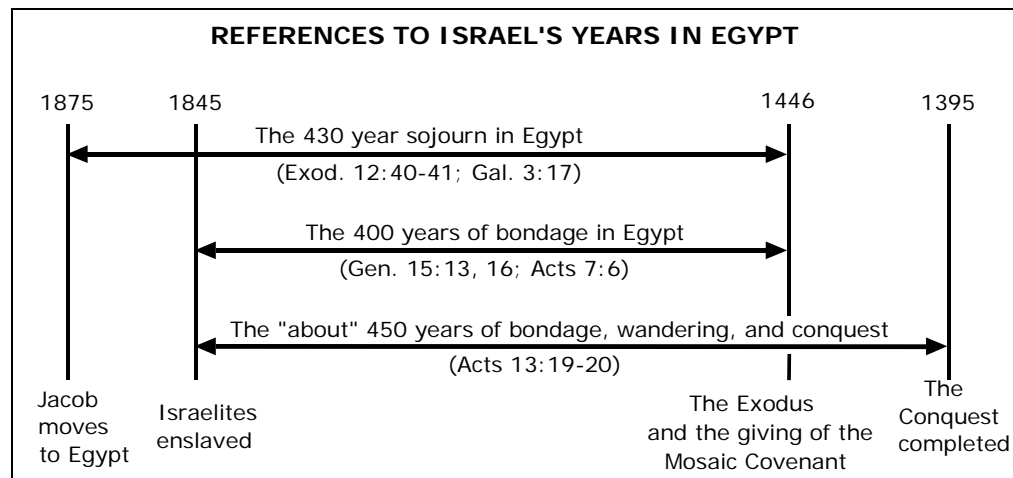 REFERENCES TO ISRAEL'S YEARS IN EGYPT
1875
1845
1446
1395
The 430 year sojourn in Egypt
(Exod. 12:40-41; Gal. 3:17)
The 400 years of bondage in Egypt
(Gen. 15:13, 16; Acts 7:6)
The "about" 450 years of bondage, wandering, and conquest
(Acts 13:19-20)
Jacob
moves
to Egypt
Israelites
enslaved
The Exodus
and the giving of the
Mosaic Covenant
The
Conquest
completed